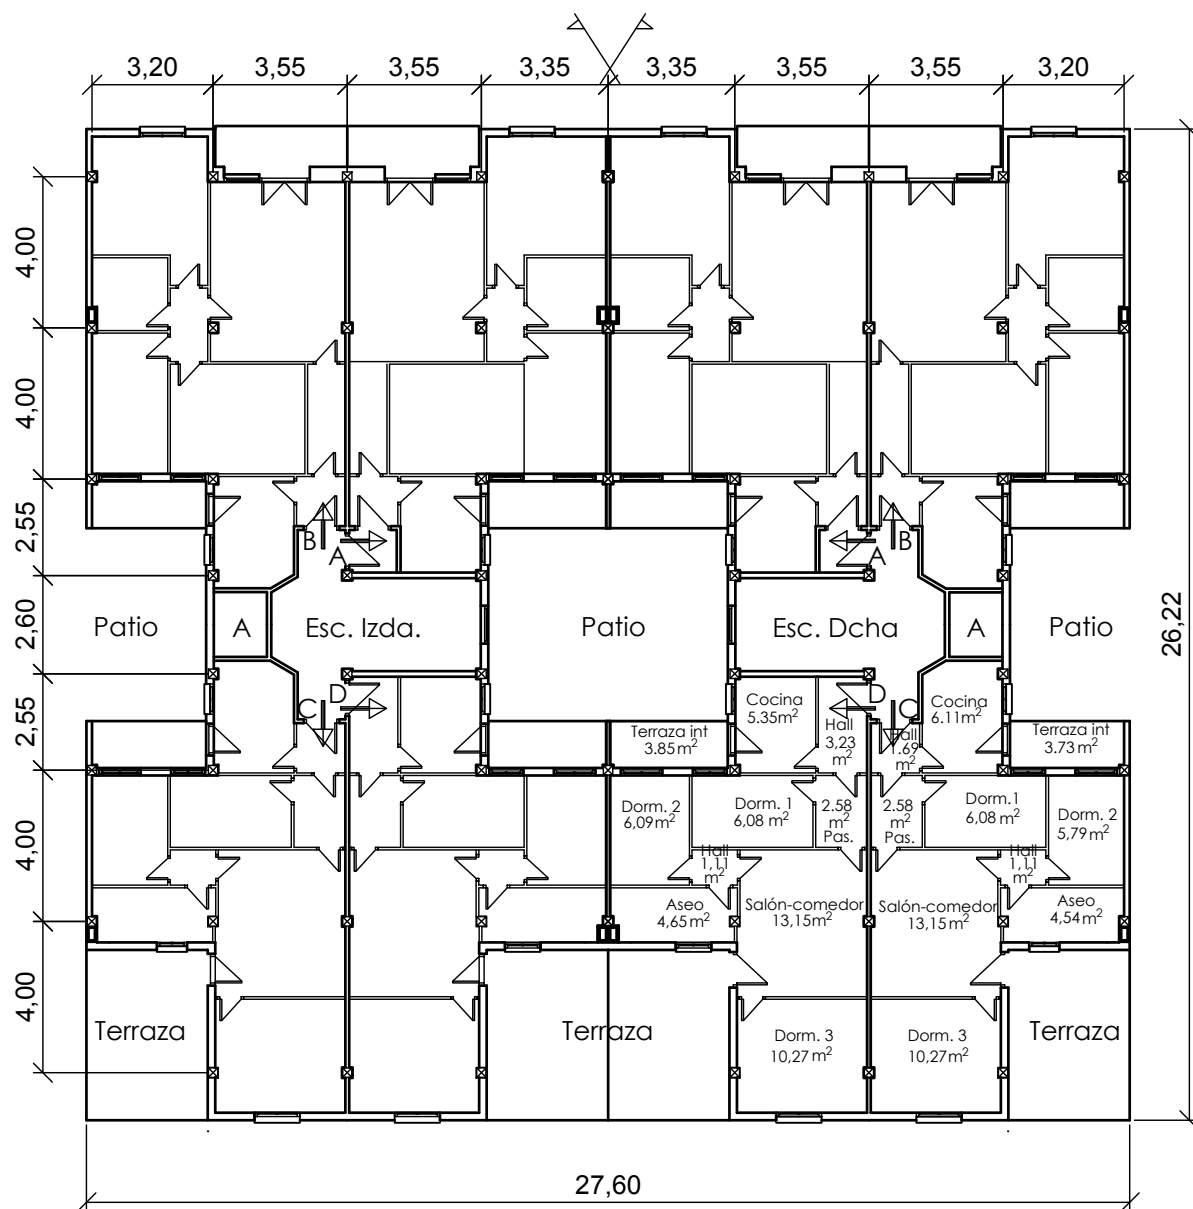 3,20 3,55 3,55 3,35 3,35 3,55 3,55 3,20
4,00
4,00
2,55
2,60
2,55
4,00
4,00
26,22
27,60
B
A
A
B
Patio
A
Esc. Izda.
Patio
Esc. Dcha
A
Patio
D
C
D
C
Cocina
5.35m²
Hall
3,23
m²
Hall
1.69
m²
Cocina
6.11m²
Terraza int
3.85m²
Terraza int
3.73m²
Dorm. 2
6,09m²
Dorm. 1
6,08m²
2.58
m²
Pas.
2.58
m²
Pas.
Dorm.1
6,08m²
Dorm. 2
5,79m²
Hall
1,11
m²
Hall
1,11
m²
Aseo
4,65m²
Salón-comedor
13,15m²
Salón-comedor
13,15m²
Aseo
4,54m²
Terraza
Terraza
Terraza
Dorm. 3
10,27m²
Dorm. 3
10,27m²